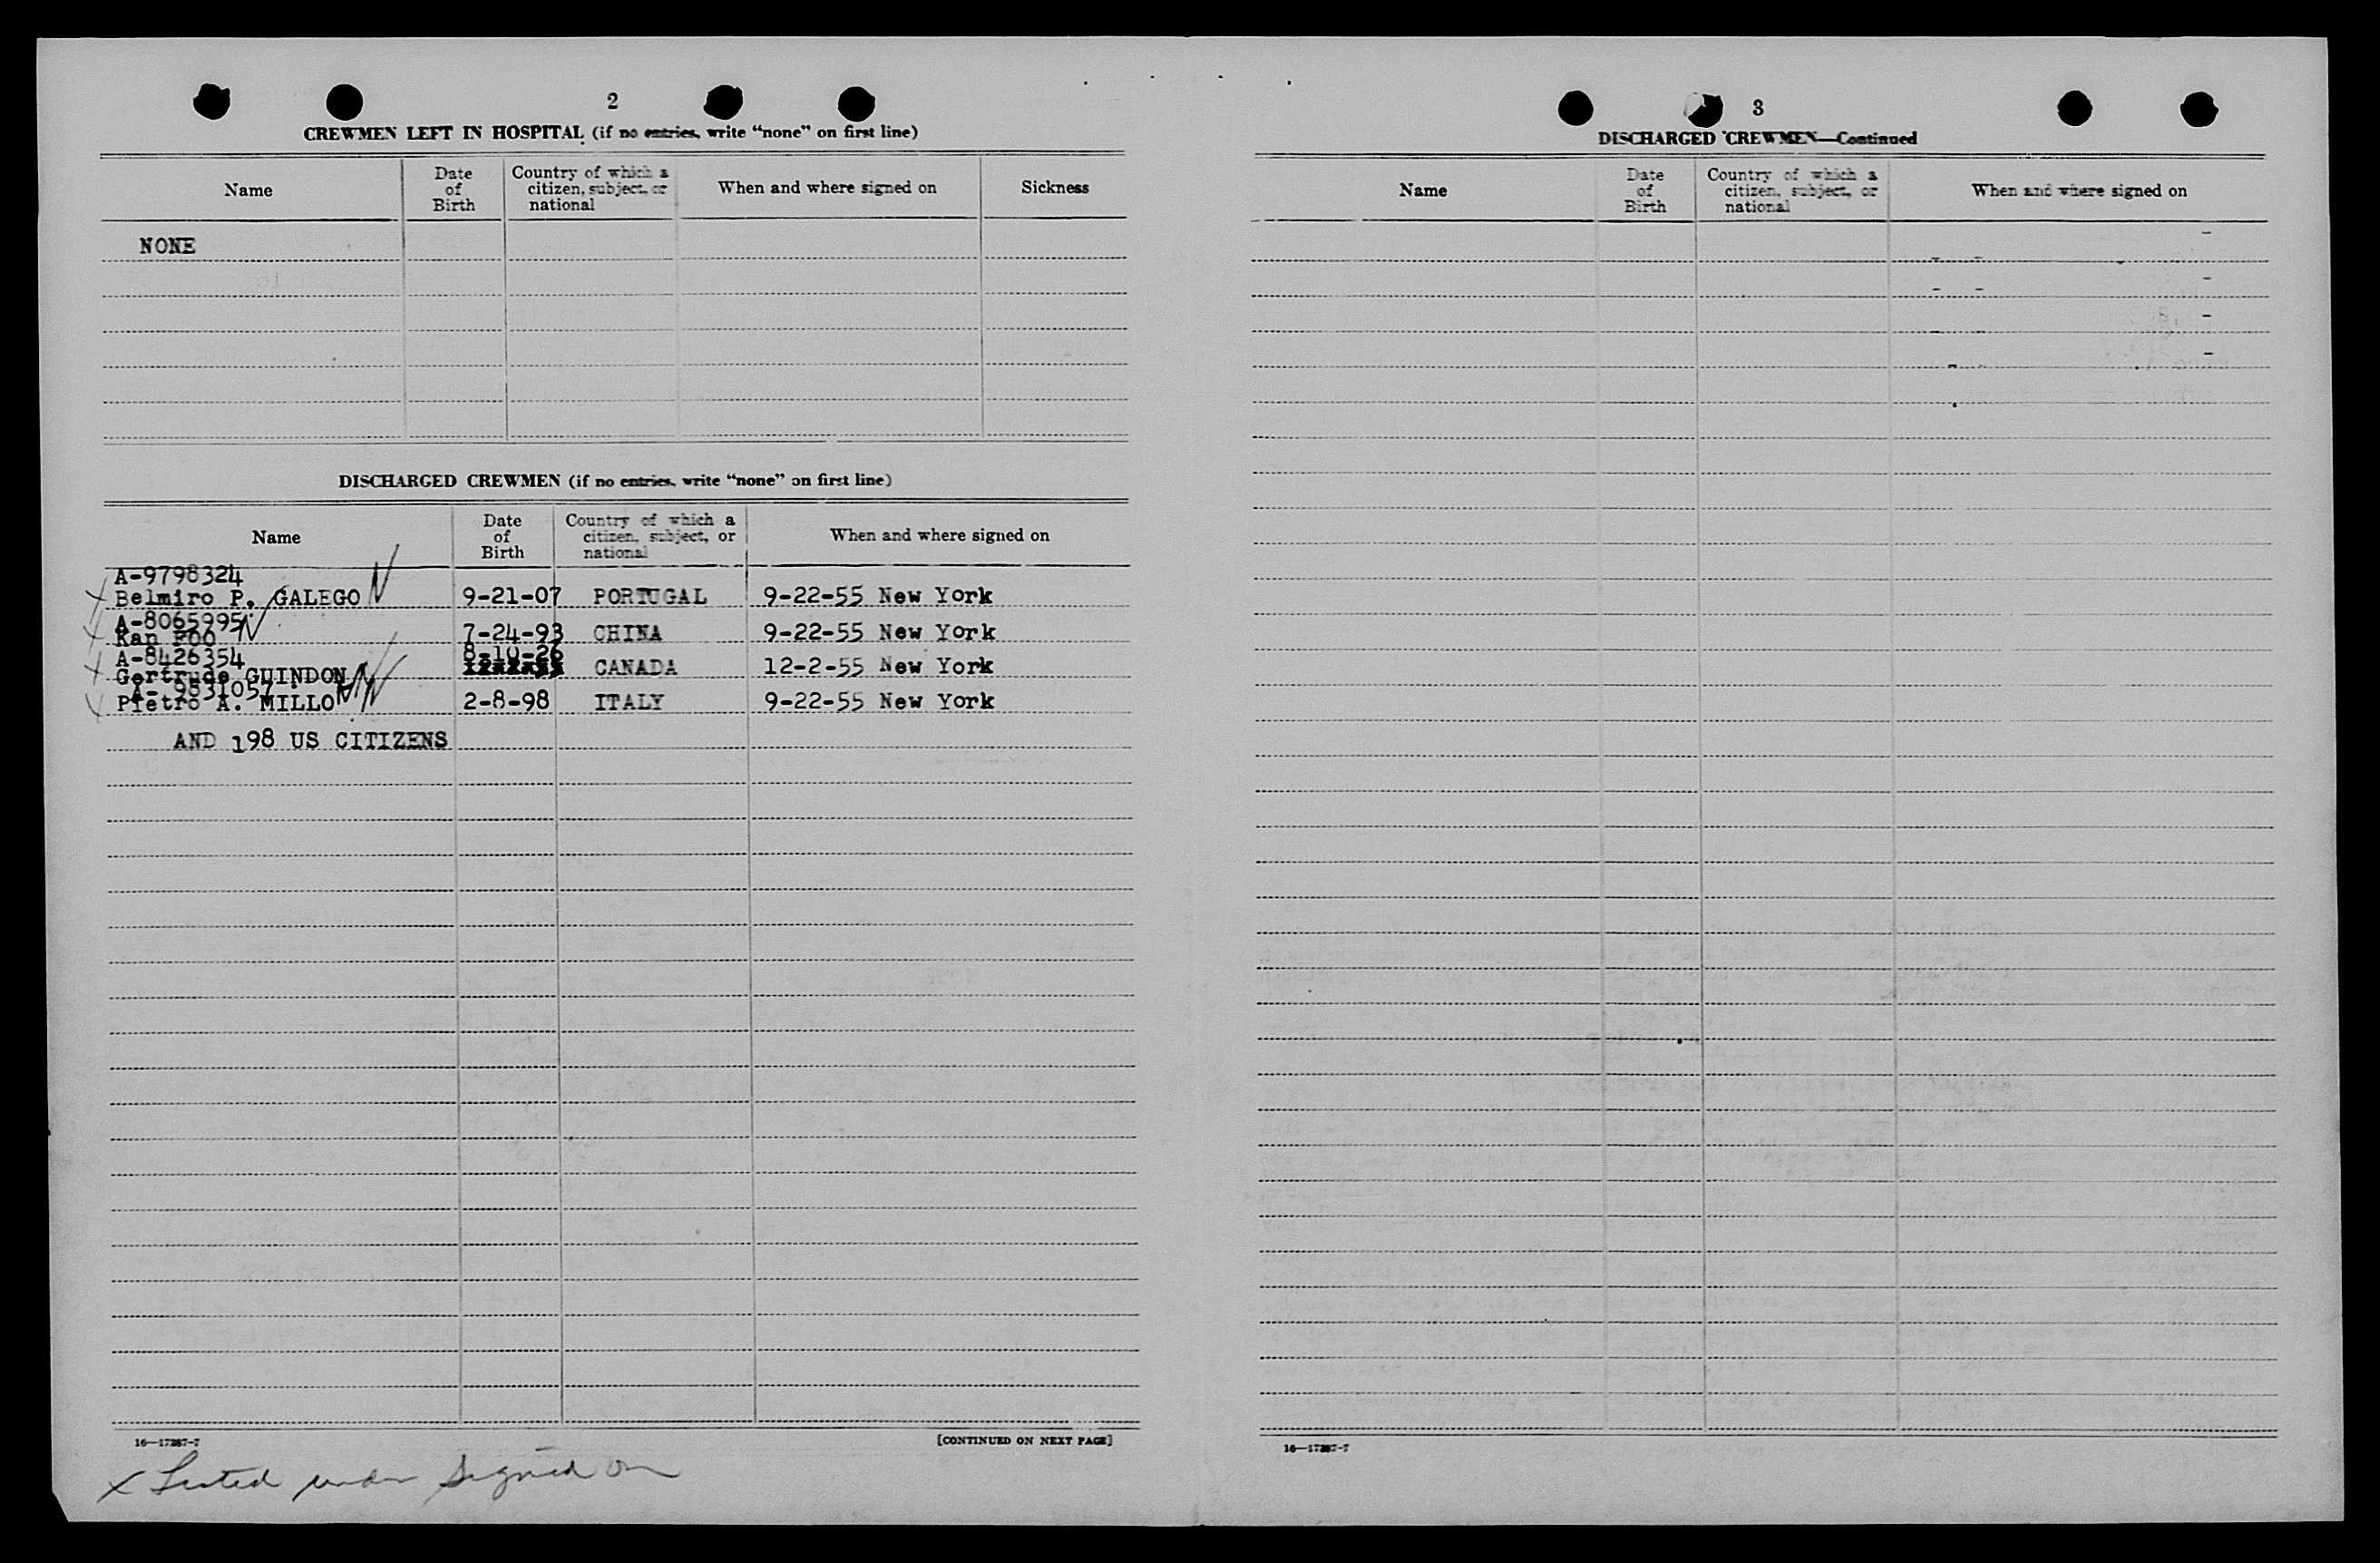 2
CREWMEN LEFT IN HOSPITAL (if no entries, write “none” on first line)
Name
Date of Birth
Country of which a citizen, subject, or national
When and where signed on
Sickness
NONE
DISCHARGED CREWMEN (if no entries, write “none” on first line)
Name
Date of Birth
Country of which a citizen, subject, or national
When and where signed on
A-9798324
Belmiro P. GALEGO N 9-21-07 PORTUGAL 9-22-55 New York
A-8065995
Kan FOO N 7-24-93 CHINA 9-22-55 New York
A-8426354 8-10-26
Gertrude GUINDON N CANADA 12-2-55 New York
A- 9831057
Pietro A. MILLO N 2-8-98 ITALY 9-22-55 New York
AND 198 US CITIZENS
16—17287-7
[CONTINUED ON NEXT PAGE]
x Listed under Signed on
3
DISCHARGED CREWMEN—Continued
Name
Date of Birth
Country of which a citizen, subject, or national
When and where signed on
16—17287-7